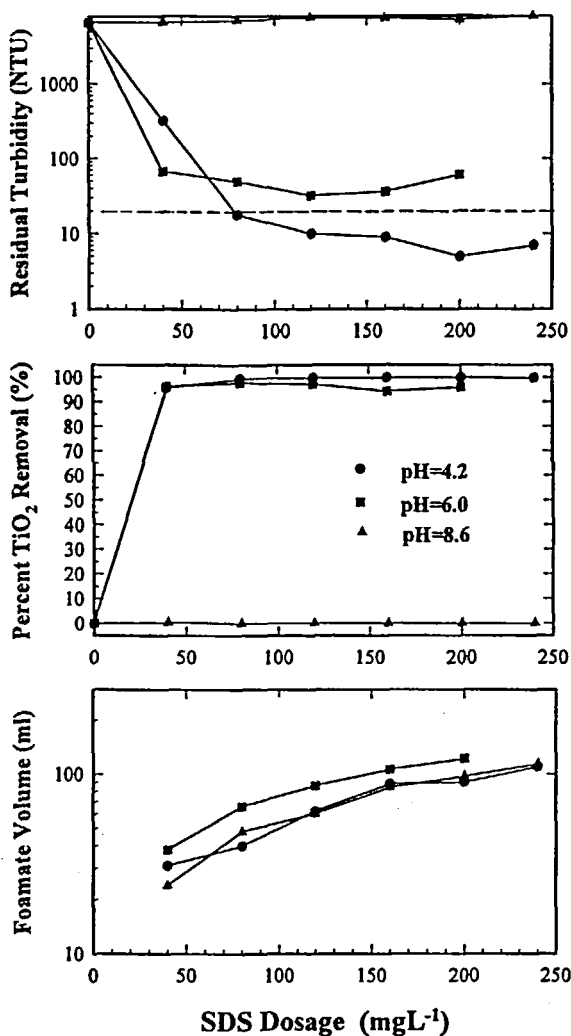 Residual Turbidity (NTU)
1000
100
10
1
0 50 100 150 200 250
Percent TiO₂ Removal (%)
100
90
80
70
60
50
40
30
20
10
0
● pH=4.2
■ pH=6.0
▲ pH=8.6
0 50 100 150 200 250
Foamate Volume (ml)
100
10
0 50 100 150 200 250
SDS Dosage (mgL⁻¹)